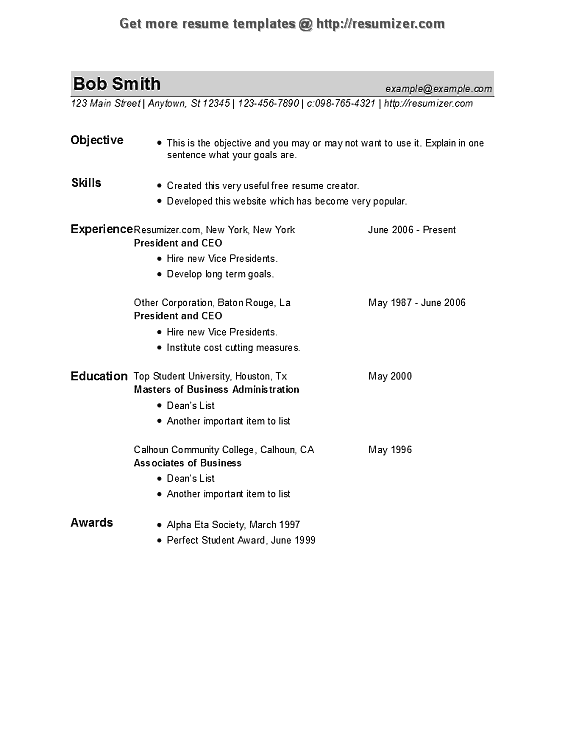 Get more resume templates @ http://resumizer.com
Bob Smith example@example.com
123 Main Street | Anytown, St 12345 | 123-456-7890 | c:098-765-4321 | http://resumizer.com
Objective • This is the objective and you may or may not want to use it. Explain in one
sentence what your goals are.
Skills • Created this very useful free resume creator.
• Developed this website which has become very popular.
Experience Resumizer.com, New York, New York June 2006 - Present
President and CEO
• Hire new Vice Presidents.
• Develop long term goals.
Other Corporation, Baton Rouge, La May 1987 - June 2006
President and CEO
• Hire new Vice Presidents.
• Institute cost cutting measures.
Education Top Student University, Houston, Tx May 2000
Masters of Business Administration
• Dean's List
• Another important item to list
Calhoun Community College, Calhoun, CA May 1996
Associates of Business
• Dean's List
• Another important item to list
Awards • Alpha Eta Society, March 1997
• Perfect Student Award, June 1999